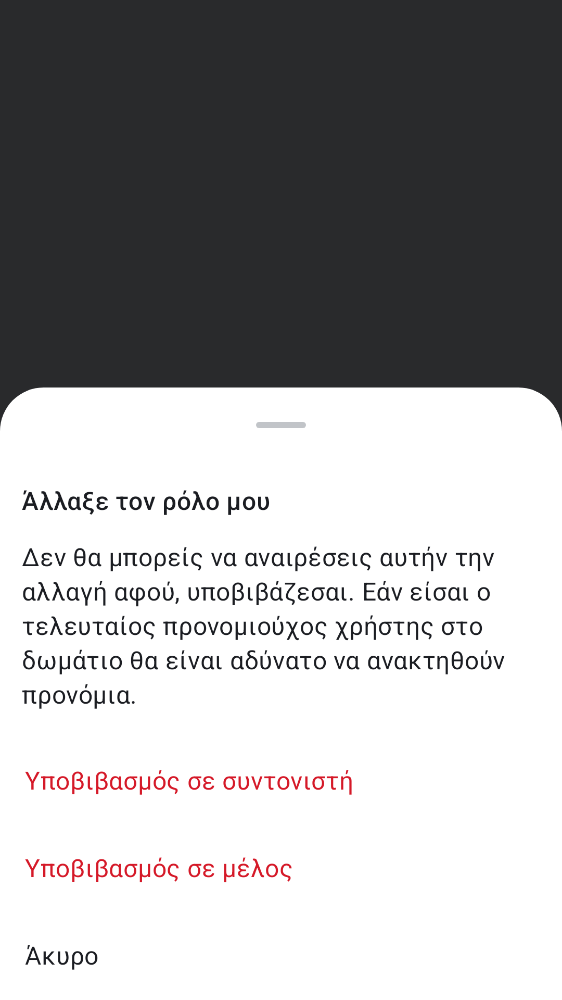 Άλλαξε τον ρόλο μου
Δεν θα μπορείς να αναιρέσεις αυτήν την
αλλαγή αφού, υποβιβάζεσαι. Εάν είσαι ο
τελευταίος προνομιούχος χρήστης στο
δωμάτιο θα είναι αδύνατο να ανακτηθούν
προνόμια.
Υποβιβασμός σε συντονιστή
Υποβιβασμός σε μέλος
Άκυρο